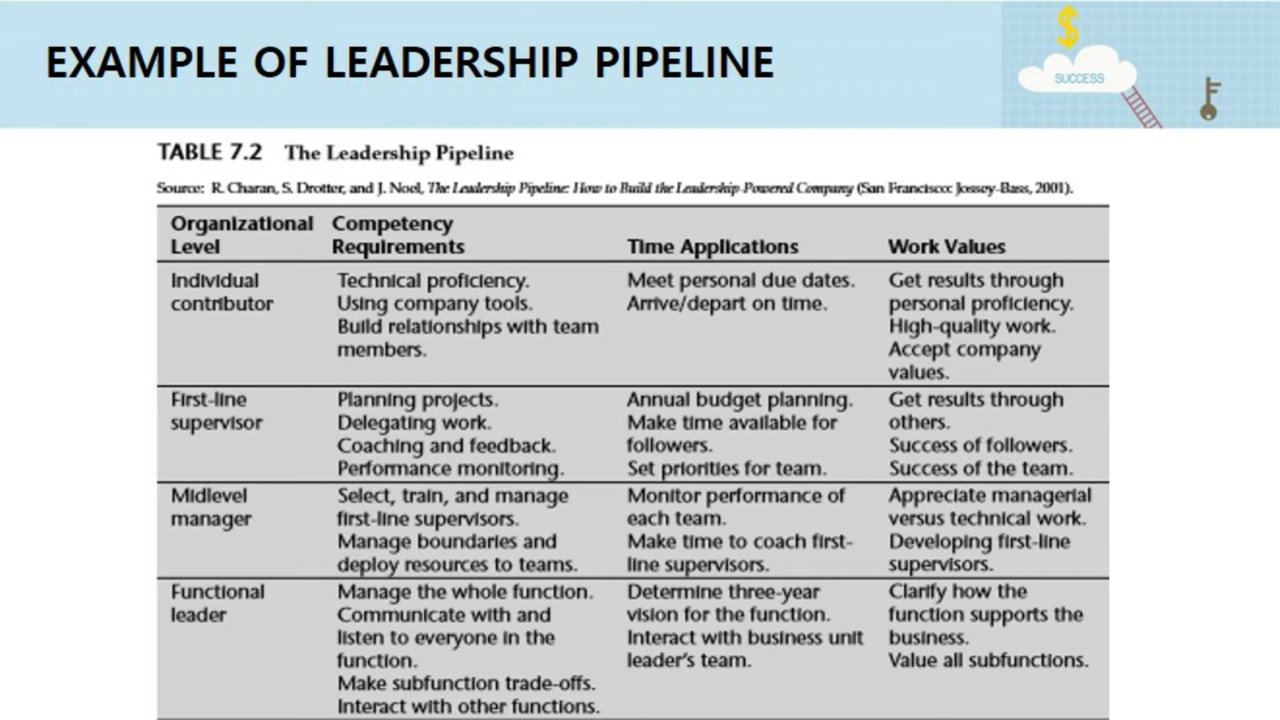 EXAMPLE OF LEADERSHIP PIPELINE
$
SUCCESS
TABLE 7.2 The Leadership Pipeline
Source: R. Charan, S. Drotter, and J. Noel, The Leadership Pipeline: How to Build the Leadership-Powered Company (San Francisco: Jossey-Bass, 2001).
Organizational Competency
Level Requirements Time Applications Work Values
Individual Technical proficiency. Meet personal due dates. Get results through
contributor Using company tools. Arrive/depart on time. personal proficiency.
Build relationships with team High-quality work.
members. Accept company
values.
First-line Planning projects. Annual budget planning. Get results through
supervisor Delegating work. Make time available for others.
Coaching and feedback. followers. Success of followers.
Performance monitoring. Set priorities for team. Success of the team.
Midlevel Select, train, and manage Monitor performance of Appreciate managerial
manager first-line supervisors. each team. versus technical work.
Manage boundaries and Make time to coach first- Developing first-line
deploy resources to teams. line supervisors. supervisors.
Functional Manage the whole function. Determine three-year Clarify how the
leader Communicate with and vision for the function. function supports the
listen to everyone in the Interact with business unit business.
function. leader's team. Value all subfunctions.
Make subfunction trade-offs.
Interact with other functions.